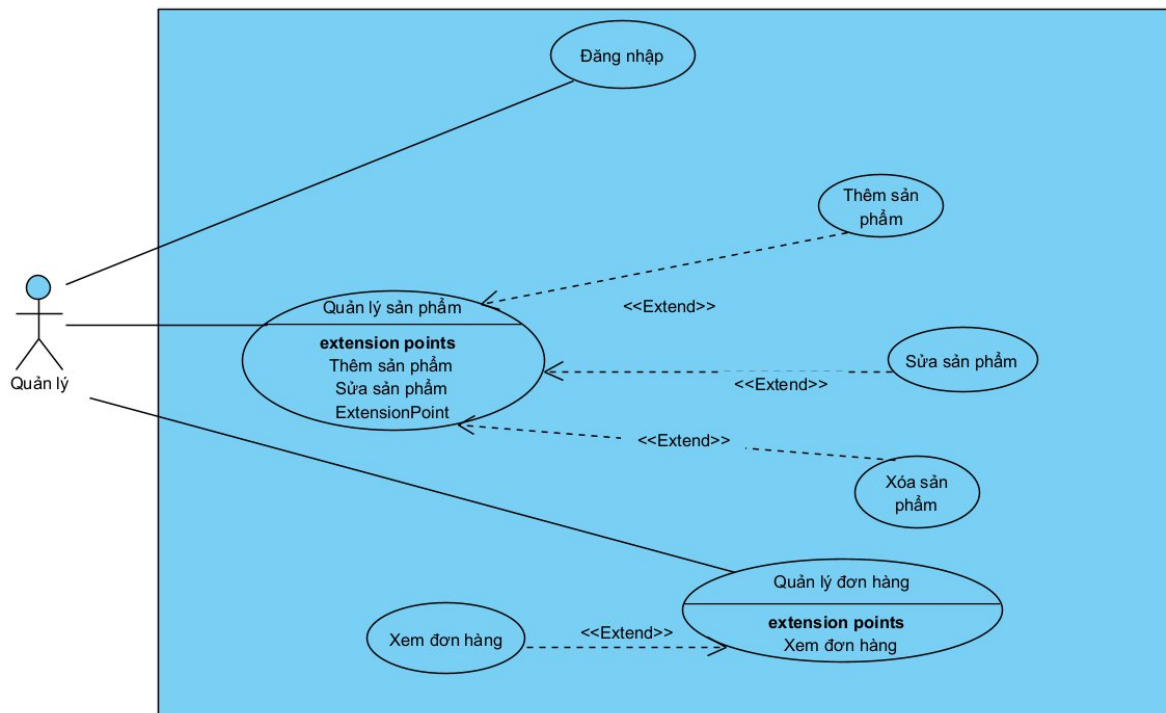 Đăng nhập
Thêm sản
phẩm
<<Extend>>
Quản lý sản phẩm
extension points
Thêm sản phẩm
Sửa sản phẩm
ExtensionPoint
Sửa sản phẩm
<<Extend>>
Quản lý
<<Extend>>
Xóa sản
phẩm
Quản lý đơn hàng
extension points
Xem đơn hàng
<<Extend>>
Xem đơn hàng